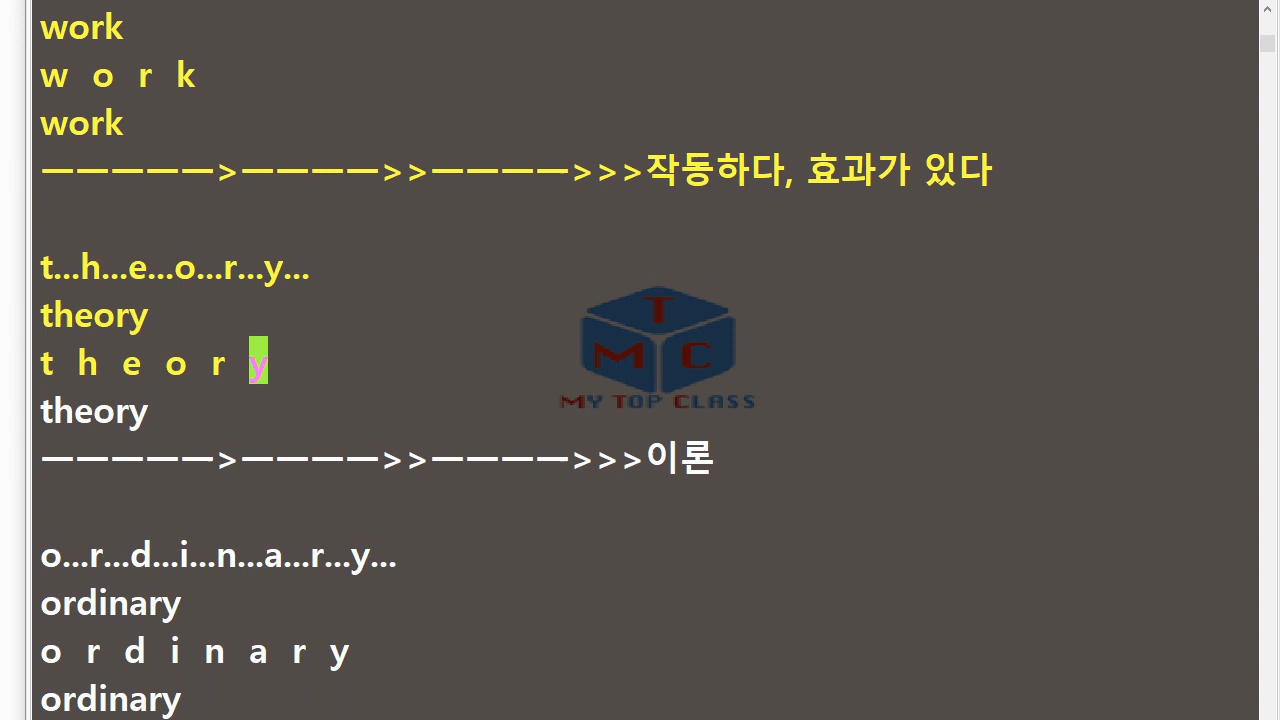 work
w o r k
work
─────>────>>────>>>작동하다, 효과가 있다
t...h...e...o...r...y...
theory
t h e o r y
theory
─────>────>>────>>>이론
T
M C
MY TOP CLASS
o...r...d...i...n...a...r...y...
ordinary
o r d i n a r y
ordinary